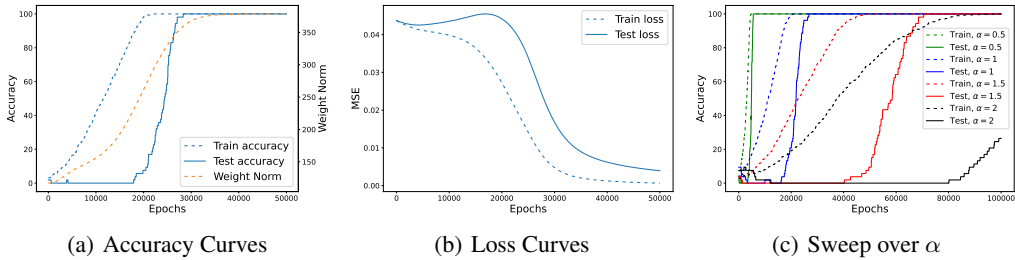 100
80
60
40
20
0
Accuracy
350
300
250
200
150
Weight Norm
Train accuracy
Test accuracy
Weight Norm
0 10000 20000 30000 40000 50000
Epochs
(a) Accuracy Curves
0.04
0.03
0.02
0.01
0.00
MSE
Train loss
Test loss
0 10000 20000 30000 40000 50000
Epochs
(b) Loss Curves
100
80
60
40
20
0
Accuracy
Train, α = 0.5
Test, α = 0.5
Train, α = 1
Test, α = 1
Train, α = 1.5
Test, α = 1.5
Train, α = 2
Test, α = 2
0 20000 40000 60000 80000 100000
Epochs
(c) Sweep over α